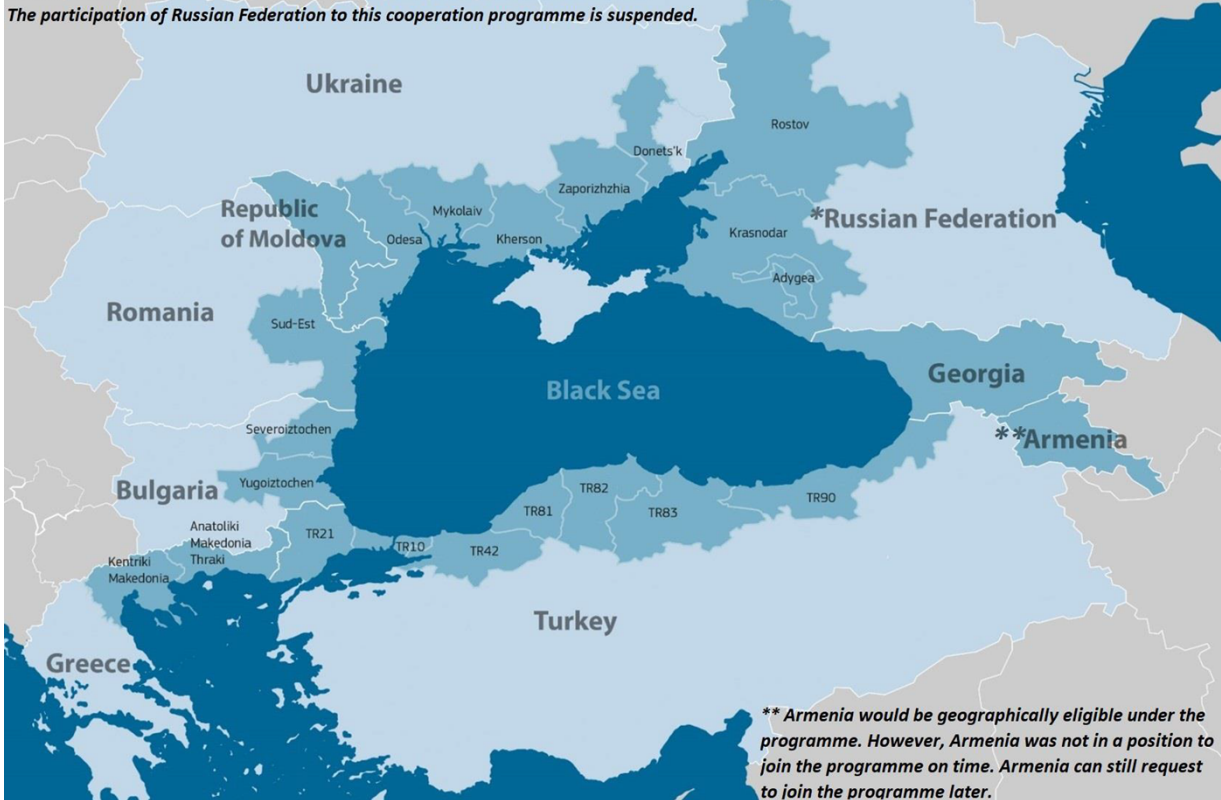 The participation of Russian Federation to this cooperation programme is suspended.
Ukraine
Rostov
Donets'k
Zaporizhzhia
Republic
of Moldova
Mykolaiv
Odesa
Kherson
*Russian Federation
Krasnodar
Adygea
Romania
Sud-Est
Georgia
Black Sea
Severoiztochen
**Armenia
Yugoiztochen
Bulgaria
TR82
TR90
TR81
TR83
Anatoliki
Makedonia
Thraki
TR21
TR10
TR42
Kentriki
Makedonia
Turkey
Greece
** Armenia would be geographically eligible under the
programme. However, Armenia was not in a position to
join the programme on time. Armenia can still request
to join the programme later.